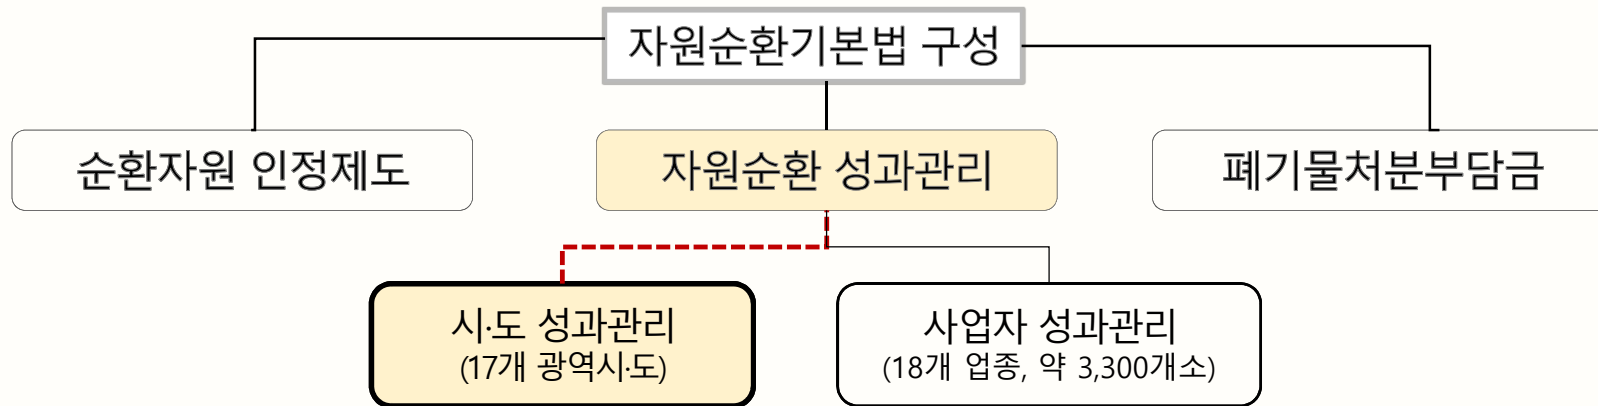 자원순환기본법 구성
순환자원 인정제도
자원순환 성과관리
폐기물처분부담금
시·도 성과관리
(17개 광역시·도)
사업자 성과관리
(18개 업종, 약 3,300개소)